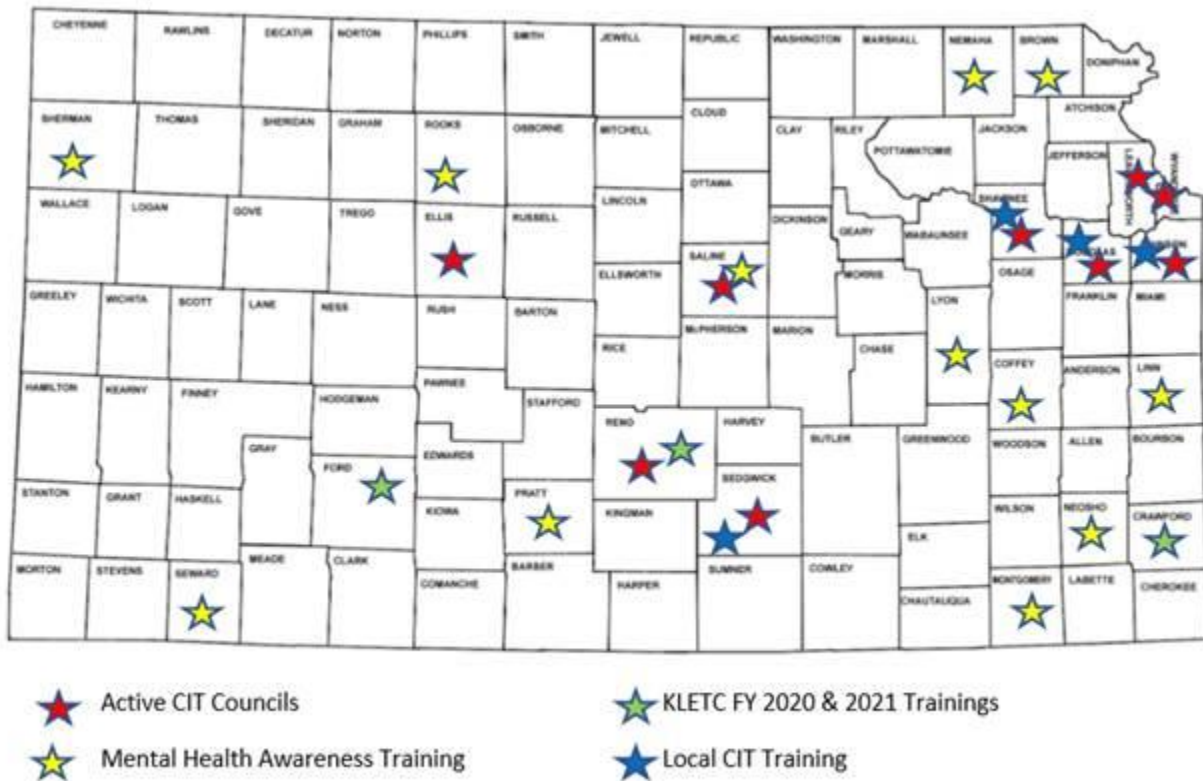 CHEYENNE RAWLINS DECATUR NORTON PHILLIPS SMITH JEWELL REPUBLIC WASHINGTON MARSHALL NEMAHA BROWN DONIPHAN
ATCHISON
SHERMAN THOMAS SHERIDAN GRAHAM ROOKS OSBORNE MITCHELL CLOUD CLAY RILEY POTTAWATOMIE JACKSON JEFFERSON
WALLACE LOGAN GOVE TREGO ELLIS RUSSELL LINCOLN OTTAWA DICKINSON GEARY WABAUNSEE SHAWNEE
ELLSWORTH SALINE MORRIS OSAGE
GREELEY WICHITA SCOTT LANE NESS RUSH BARTON McPHERSON MARION LYON FRANKLIN MIAMI
RICE CHASE COFFEY ANDERSON LINN
HAMILTON KEARNY FINNEY HODGEMAN PAWNEE STAFFORD
RENO HARVEY BUTLER GREENWOOD WOODSON ALLEN BOURBON
GRAY FORD EDWARDS SEDGWICK
STANTON GRANT HASKELL KIOWA PRATT KINGMAN WILSON NEOSHO CRAWFORD
ELK
MORTON STEVENS SEWARD MEADE CLARK COMANCHE BARBER HARPER SUMNER COWLEY CHAUTAUQUA MONTGOMERY LABETTE CHEROKEE
Active CIT Councils
KLETC FY 2020 & 2021 Trainings
Mental Health Awareness Training
Local CIT Training